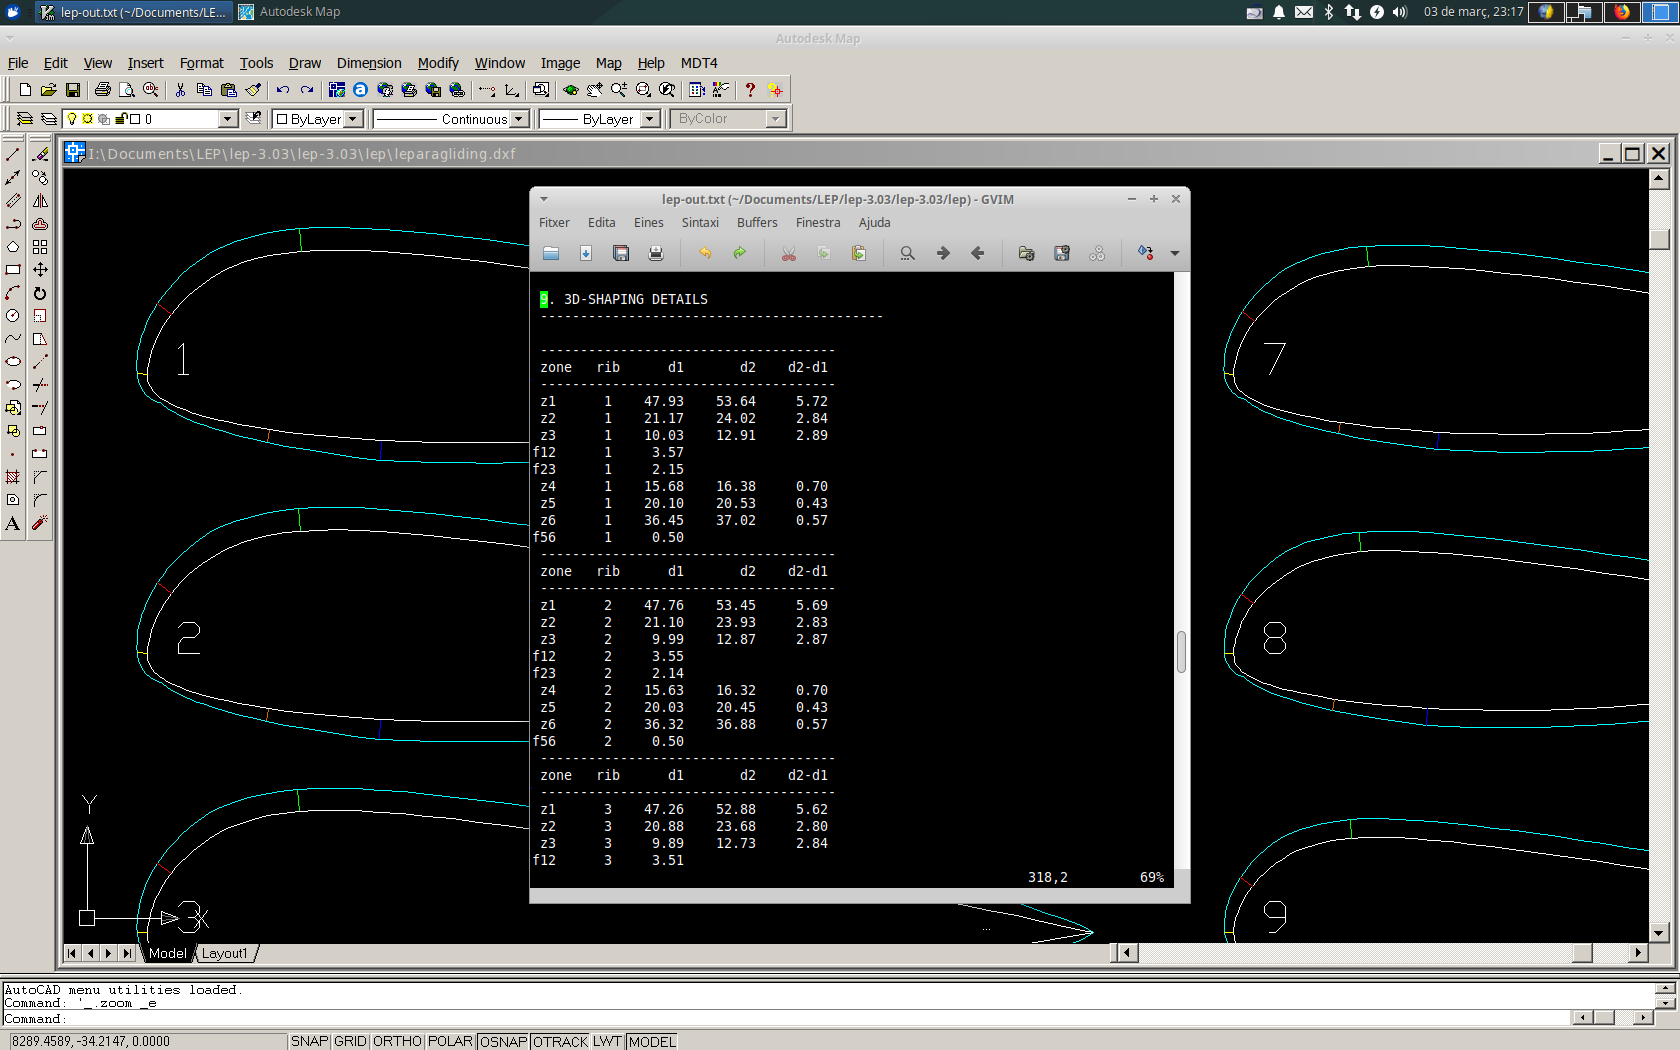 lep-out.txt (~/Documents/LE...
Autodesk Map
03 de març, 23:17
Autodesk Map
File Edit View Insert Format Tools Draw Dimension Modify Window Image Map Help MDT4
0
ByLayer
Continuous
ByLayer
ByColor
I:\Documents\LEP\lep-3.03\lep-3.03\lep\leparagliding.dxf
lep-out.txt (~/Documents/LEP/lep-3.03/lep-3.03/lep) - GVIM
Fitxer Edita Eines Sintaxi Buffers Finestra Ajuda
9. 3D-SHAPING DETAILS
-------------------------------------------
-------------------------------------
zone rib d1 d2 d2-d1
-------------------------------------
z1 1 47.93 53.64 5.72
z2 1 21.17 24.02 2.84
z3 1 10.03 12.91 2.89
f12 1 3.57
f23 1 2.15
z4 1 15.68 16.38 0.70
z5 1 20.10 20.53 0.43
z6 1 36.45 37.02 0.57
f56 1 0.50
-------------------------------------
zone rib d1 d2 d2-d1
-------------------------------------
z1 2 47.76 53.45 5.69
z2 2 21.10 23.93 2.83
z3 2 9.99 12.87 2.87
f12 2 3.55
f23 2 2.14
z4 2 15.63 16.32 0.70
z5 2 20.03 20.45 0.43
z6 2 36.32 36.88 0.57
f56 2 0.50
-------------------------------------
zone rib d1 d2 d2-d1
-------------------------------------
z1 3 47.26 52.88 5.62
z2 3 20.88 23.68 2.80
z3 3 9.89 12.73 2.84
f12 3 3.51
318,2 69%
1
2
3
7
8
9
Y
X
...
A
Model Layout1
AutoCAD menu utilities loaded.
Command: '_.zoom _e
Command:
8289.4589, -34.2147, 0.0000
SNAP GRID ORTHO POLAR OSNAP OTRACK LWT MODEL